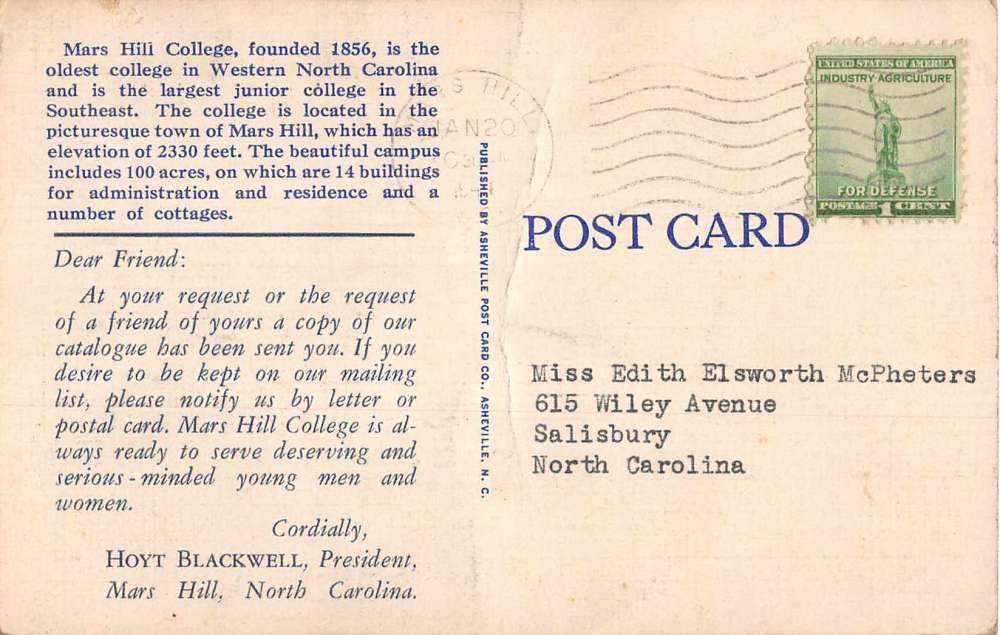 Mars Hill College, founded 1856, is the
oldest college in Western North Carolina
and is the largest junior college in the
Southeast. The college is located in the
picturesque town of Mars Hill, which has an
elevation of 2330 feet. The beautiful campus
includes 100 acres, on which are 14 buildings
for administration and residence and a
number of cottages.
Dear Friend:
At your request or the request
of a friend of yours a copy of our
catalogue has been sent you. If you
desire to be kept on our mailing
list, please notify us by letter or
postal card. Mars Hill College is al-
ways ready to serve deserving and
serious-minded young men and
women.
Cordially,
HOYT BLACKWELL, President,
Mars Hill, North Carolina.
PUBLISHED BY ASHEVILLE POST CARD CO., ASHEVILLE, N. C.
HILL
JAN 20
UNITED STATES OF AMERICA
INDUSTRY AGRICULTURE
FOR DEFENSE
POSTAGE 1 CENT
POST CARD
Miss Edith Elsworth McPheters
615 Wiley Avenue
Salisbury
North Carolina